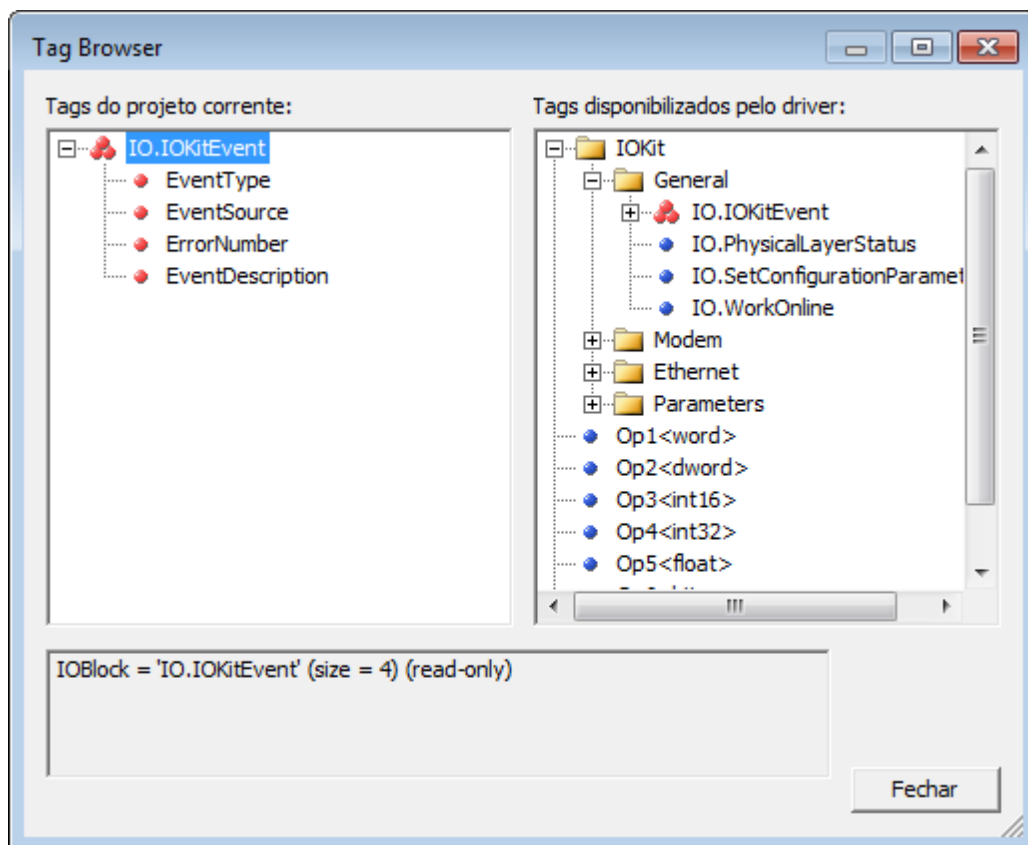 Tag Browser
Tags do projeto corrente:
IO.IOKitEvent
EventType
EventSource
ErrorNumber
EventDescription
Tags disponibilizados pelo driver:
IOKit
General
IO.IOKitEvent
IO.PhysicalLayerStatus
IO.SetConfigurationParamet
IO.WorkOnline
Modem
Ethernet
Parameters
Op1<word>
Op2<dword>
Op3<int16>
Op4<int32>
Op5<float>
IOBlock = 'IO.IOKitEvent' (size = 4) (read-only)
Fechar